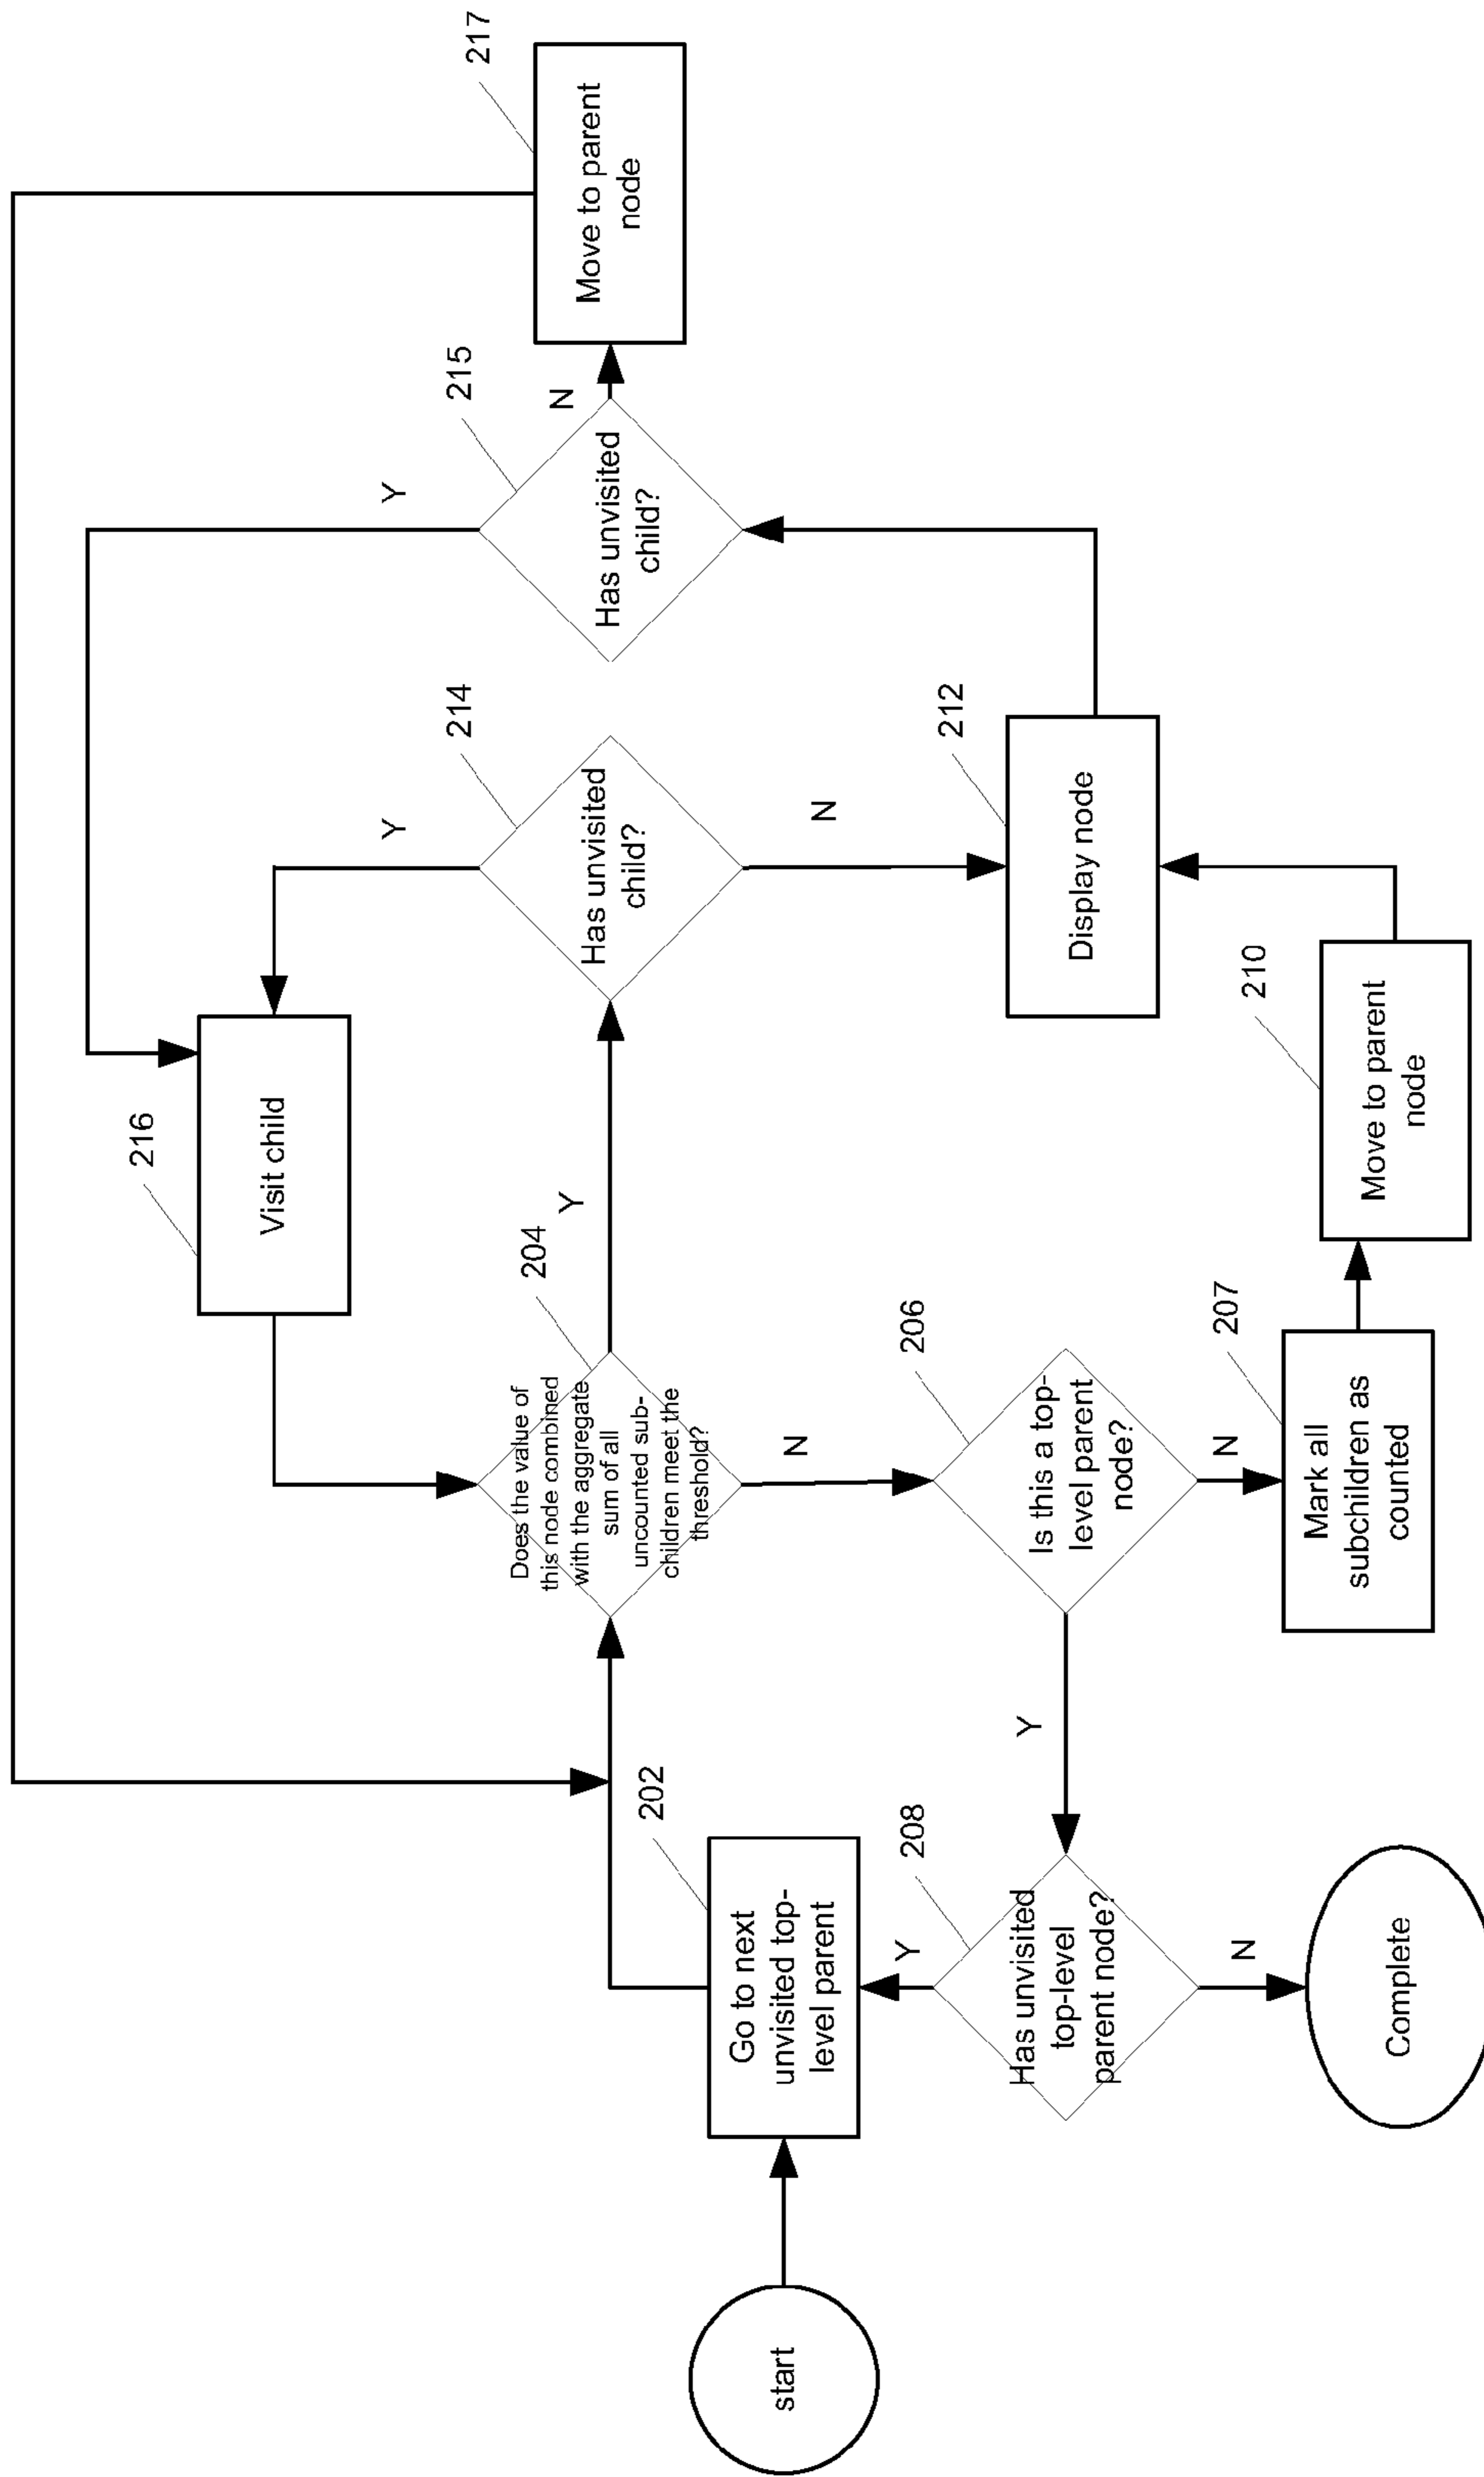 start
Go to next
unvisited top-
level parent
202
Has unvisited
top-level
parent node?
208
Y
N
Complete
Does the value of
this node combined
with the aggregate
sum of all
uncounted sub-
children meet the
threshold?
204
Y
N
Is this a top-
level parent
node?
206
Y
N
Mark all
subchildren as
counted
207
Move to parent
node
210
Visit child
216
Has unvisited
child?
214
Y
N
Display node
212
Has unvisited
child?
215
Y
N
Move to parent
node
217